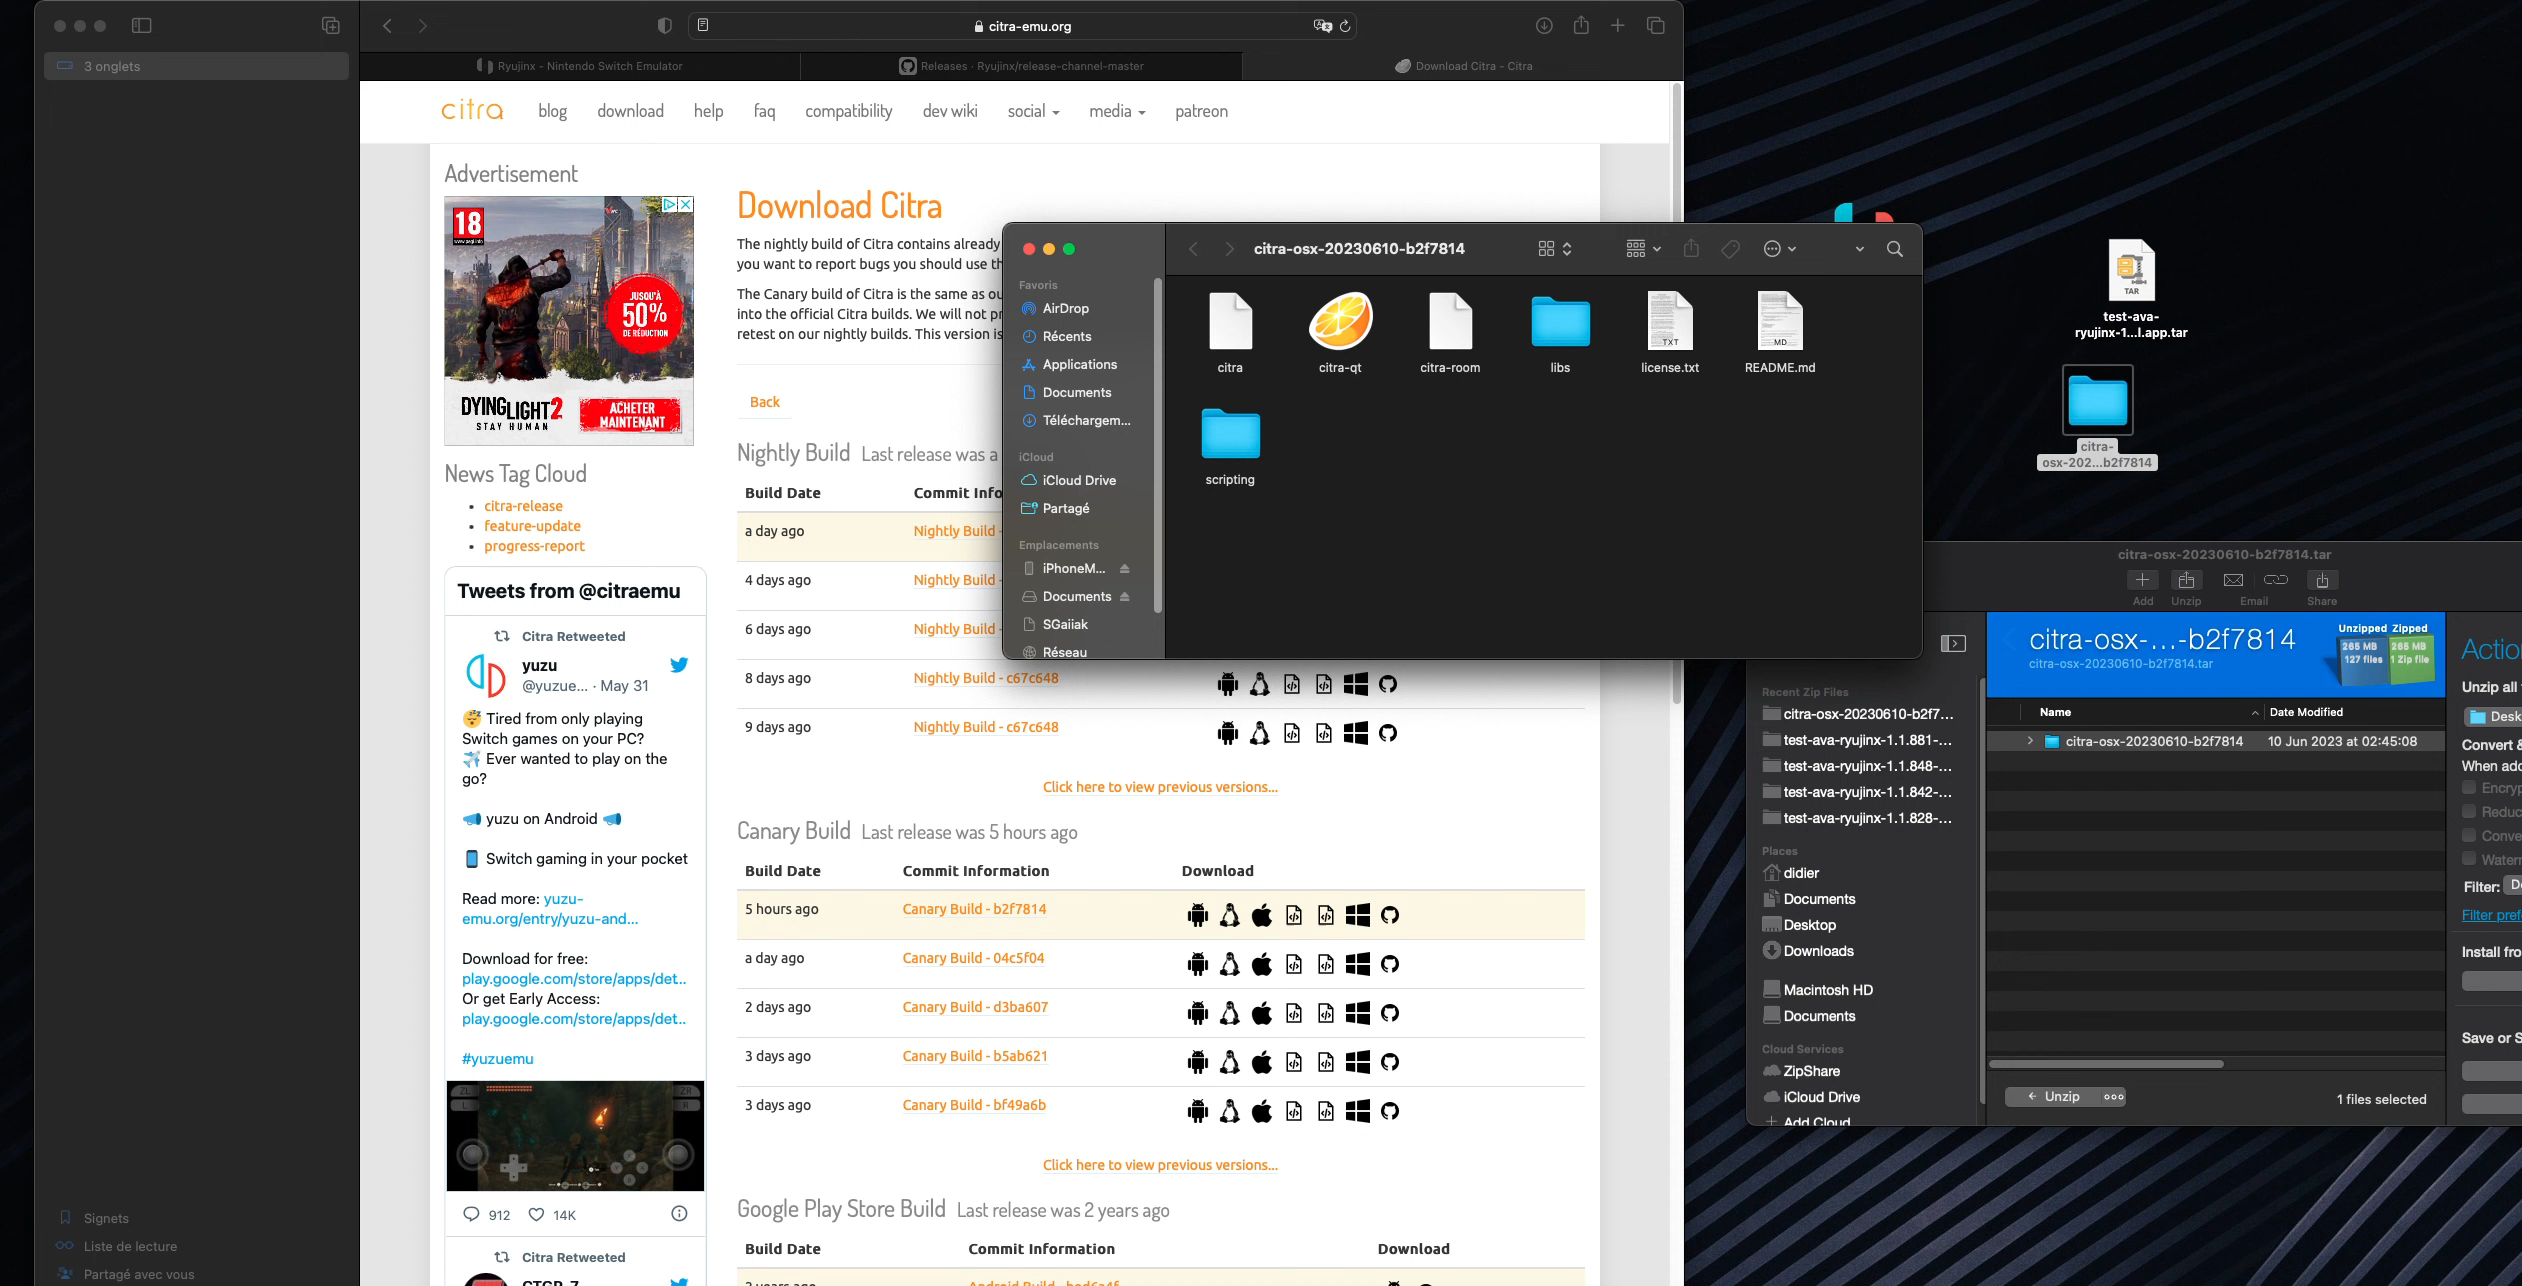 3 onglets
citra-emu.org
Ryujinx - Nintendo Switch Emulator
Releases · Ryujinx/release-channel-master
Download Citra - Citra
citra
blog
download
help
faq
compatibility
dev wiki
social
media
patreon
Advertisement
18
www.pegi.info
JUSQU'À
50%
DE RÉDUCTION
DYING LIGHT 2
STAY HUMAN
ACHETER
MAINTENANT
News Tag Cloud
citra-release
feature-update
progress-report
Tweets from @citraemu
Citra Retweeted
yuzu
@yuzue... · May 31
😴 Tired from only playing
Switch games on your PC?
✈️ Ever wanted to play on the
go?
📣 yuzu on Android 📣
📱 Switch gaming in your pocket
Read more: yuzu-
emu.org/entry/yuzu-and...
Download for free:
play.google.com/store/apps/det..
Or get Early Access:
play.google.com/store/apps/det..
#yuzuemu
ZL
ZR
L
R
912
14K
Citra Retweeted
Signets
Liste de lecture
Partagé avec vous
Download Citra
The nightly build of Citra contains already
you want to report bugs you should use th
The Canary build of Citra is the same as ou
into the official Citra builds. We will not pr
retest on our nightly builds. This version is
Back
Nightly Build Last release was a
Build Date
Commit Info
a day ago
Nightly Build -
4 days ago
Nightly Build -
6 days ago
Nightly Build -
8 days ago
Nightly Build - c67c648
9 days ago
Nightly Build - c67c648
Click here to view previous versions...
Canary Build Last release was 5 hours ago
Build Date
Commit Information
Download
5 hours ago
Canary Build - b2f7814
a day ago
Canary Build - 04c5f04
2 days ago
Canary Build - d3ba607
3 days ago
Canary Build - b5ab621
3 days ago
Canary Build - bf49a6b
Click here to view previous versions...
Google Play Store Build Last release was 2 years ago
Build Date
Commit Information
Download
citra-osx-20230610-b2f7814
Favoris
AirDrop
Récents
Applications
Documents
Téléchargem...
iCloud
iCloud Drive
Partagé
Emplacements
iPhoneM...
Documents
SGaiiak
Réseau
citra
citra-qt
citra-room
libs
TXT
license.txt
MD
README.md
scripting
TAR
test-ava-
ryujinx-1...l.app.tar
citra-
osx-202...b2f7814
citra-osx-20230610-b2f7814.tar
Add
Unzip
Email
Share
citra-osx-...-b2f7814
citra-osx-20230610-b2f7814.tar
Unzipped Zipped
265 MB
127 files
265 MB
1 Zip file
Recent Zip Files
citra-osx-20230610-b2f7...
test-ava-ryujinx-1.1.881-...
test-ava-ryujinx-1.1.848-...
test-ava-ryujinx-1.1.842-...
test-ava-ryujinx-1.1.828-...
Places
didier
Documents
Desktop
Downloads
Macintosh HD
Documents
Cloud Services
ZipShare
iCloud Drive
Add Cloud
Name
Date Modified
citra-osx-20230610-b2f7814
10 Jun 2023 at 02:45:08
Unzip
1 files selected
Actio
Unzip all
Desk
Convert &
When add
Encryp
Reduc
Conve
Water
Filter:
Filter pref
Install fro
Save or S